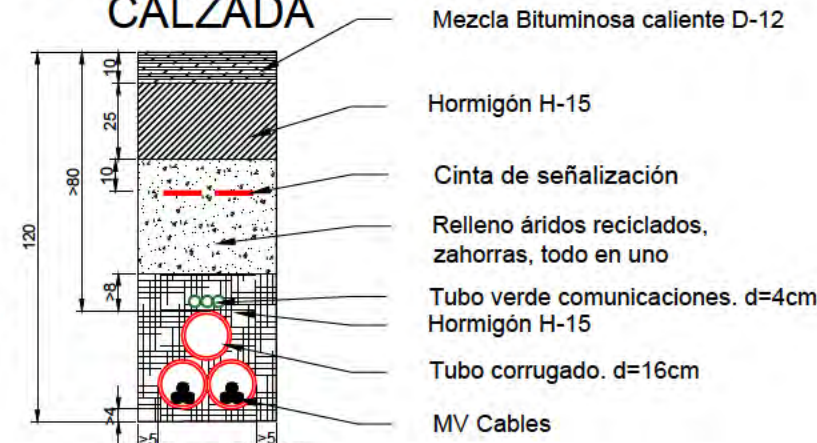 CALZADA
Mezcla Bituminosa caliente D-12
10
Hormigón H-15
25
Cinta de señalización
10
>80
Relleno áridos reciclados,
zahorras, todo en uno
120
>8
Tubo verde comunicaciones. d=4cm
Hormigón H-15
Tubo corrugado. d=16cm
>4
MV Cables
>5
>5